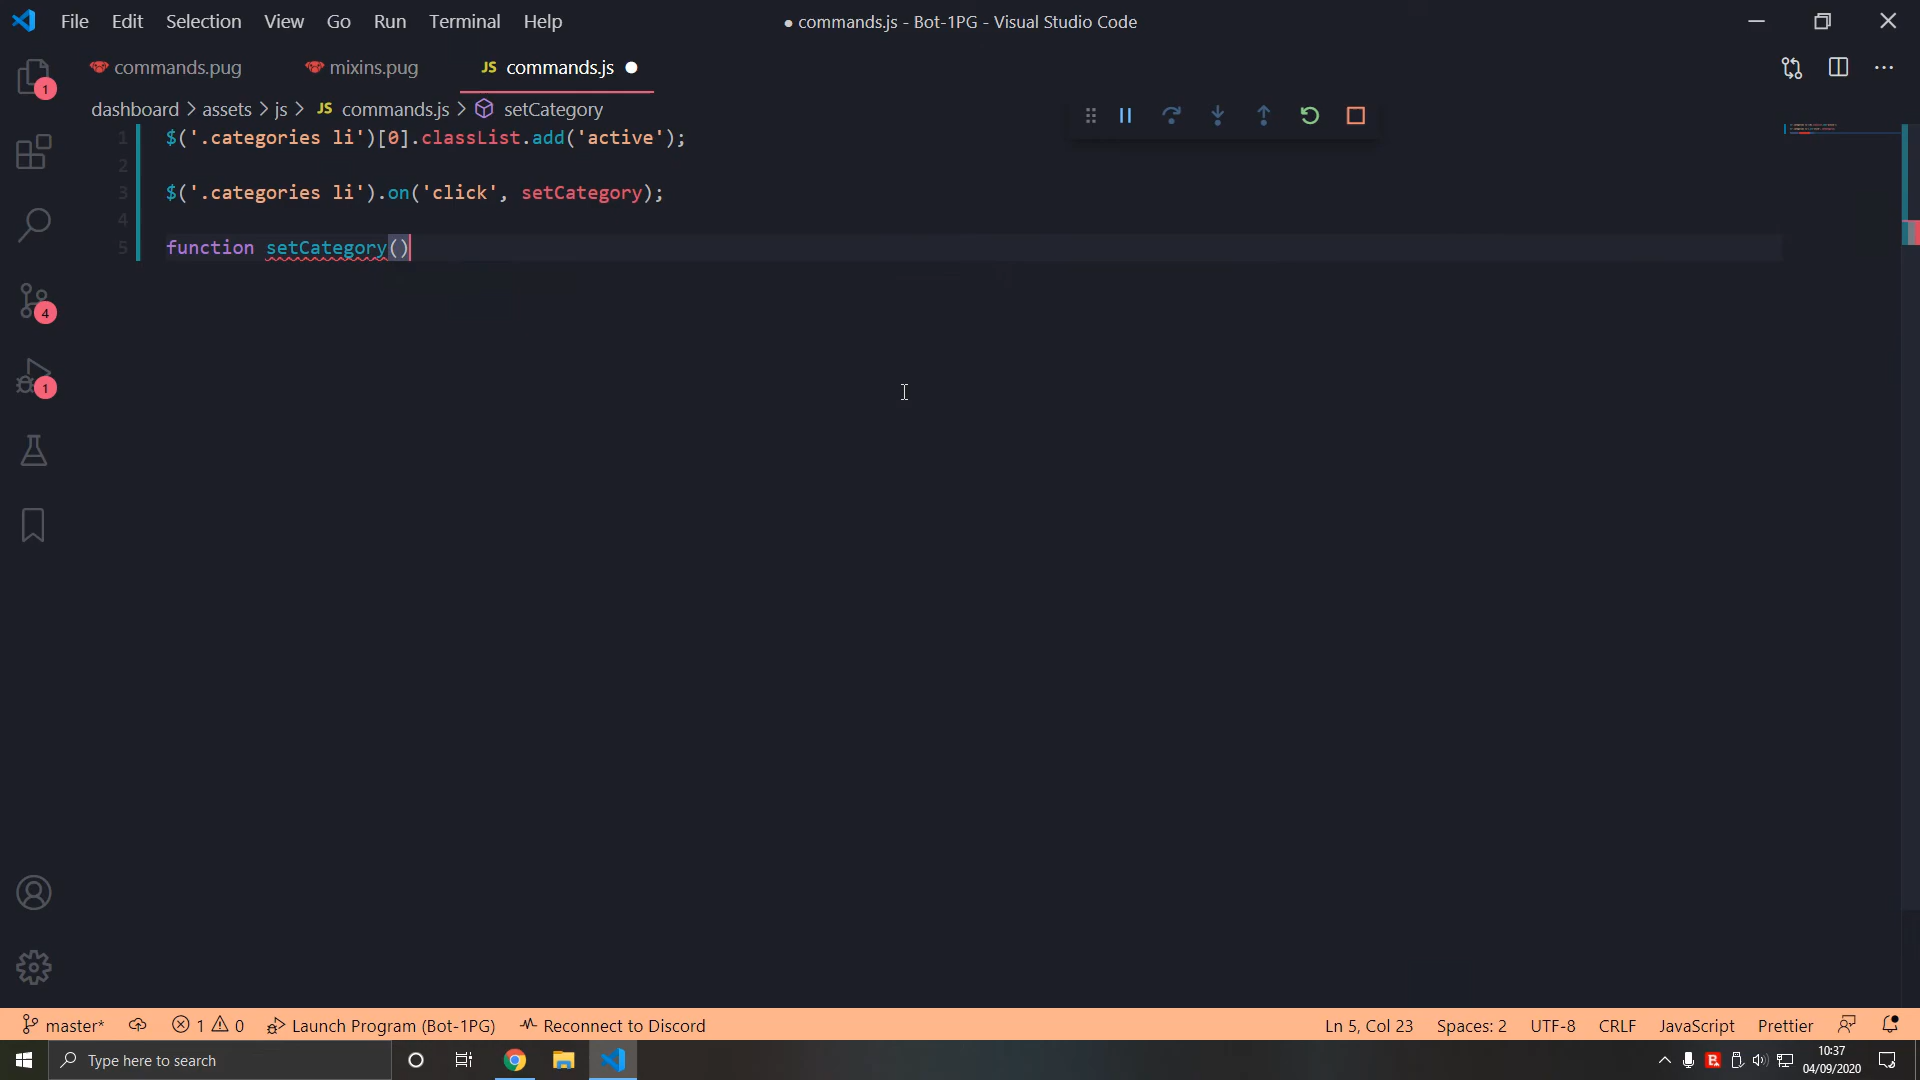 File Edit Selection View Go Run Terminal Help
● commands.js - Bot-1PG - Visual Studio Code
commands.pug
mixins.pug
JS commands.js ●
dashboard > assets > js > JS commands.js > setCategory
1 $('.categories li')[0].classList.add('active');
2
3 $('.categories li').on('click', setCategory);
4
5 function setCategory()
1
4
1
master*
1 0
Launch Program (Bot-1PG)
Reconnect to Discord
Ln 5, Col 23
Spaces: 2
UTF-8
CRLF
JavaScript
Prettier
Type here to search
10:37
04/09/2020